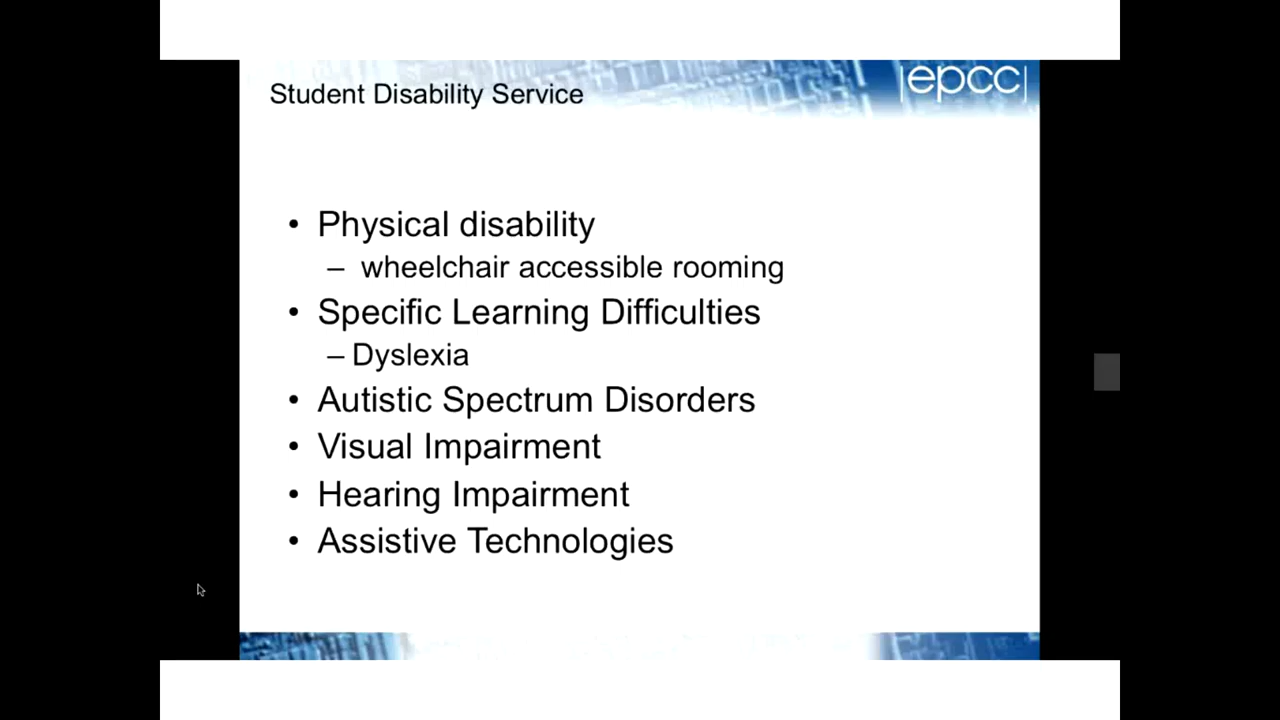 Student Disability Service
|epcc|
• Physical disability
– wheelchair accessible rooming
• Specific Learning Difficulties
– Dyslexia
• Autistic Spectrum Disorders
• Visual Impairment
• Hearing Impairment
• Assistive Technologies